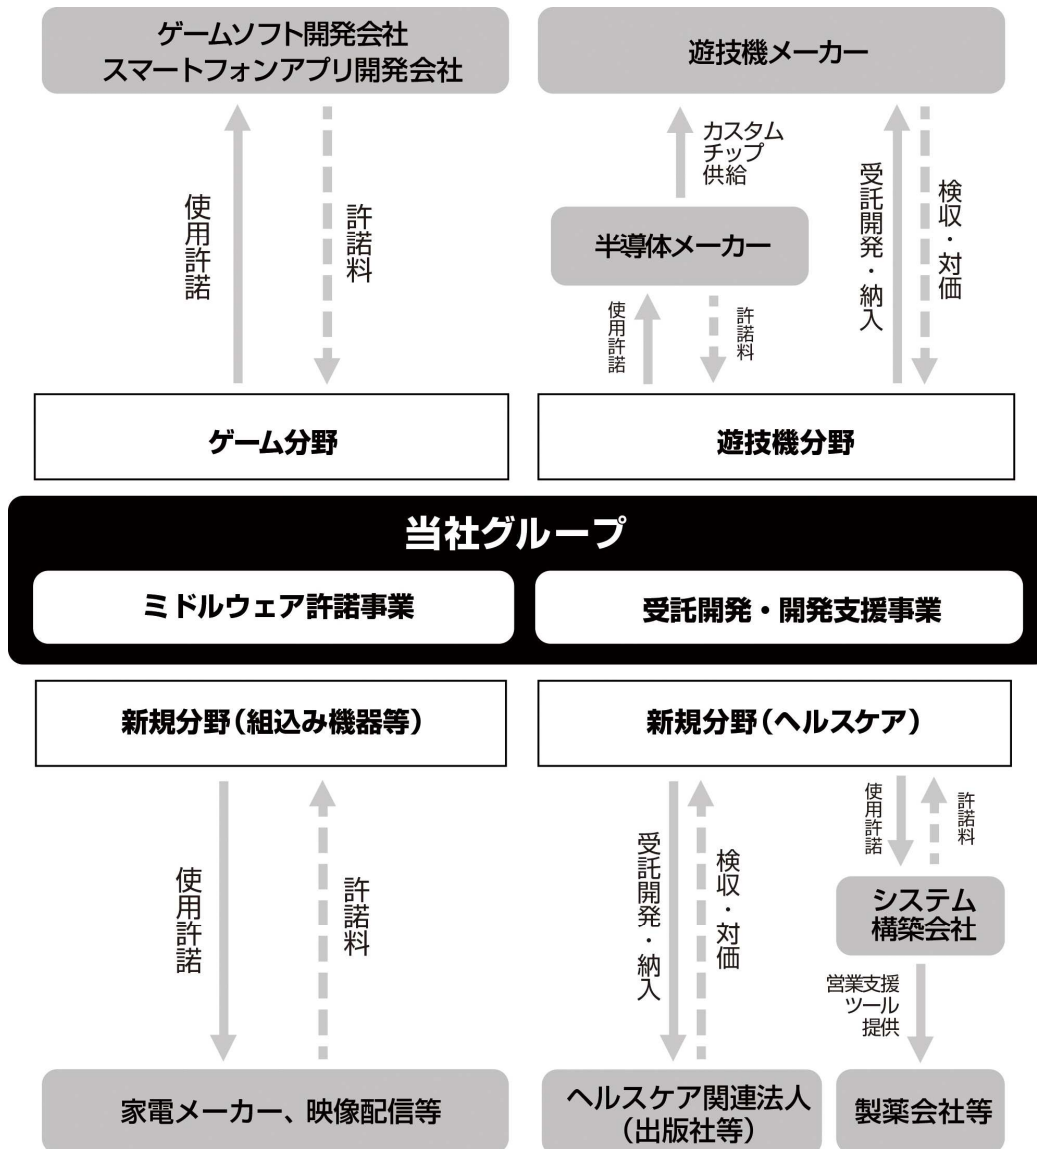 ゲームソフト開発会社
スマートフォンアプリ開発会社
遊技機メーカー
使用許諾
許諾料
カスタム
チップ
供給
半導体メーカー
使用許諾
許諾料
受託開発・納入
検収・対価
ゲーム分野
遊技機分野
当社グループ
ミドルウェア許諾事業
受託開発・開発支援事業
新規分野(組込み機器等)
新規分野(ヘルスケア)
使用許諾
許諾料
受託開発・納入
検収・対価
使用許諾
許諾料
システム
構築会社
営業支援
ツール
提供
家電メーカー、映像配信等
ヘルスケア関連法人
(出版社等)
製薬会社等